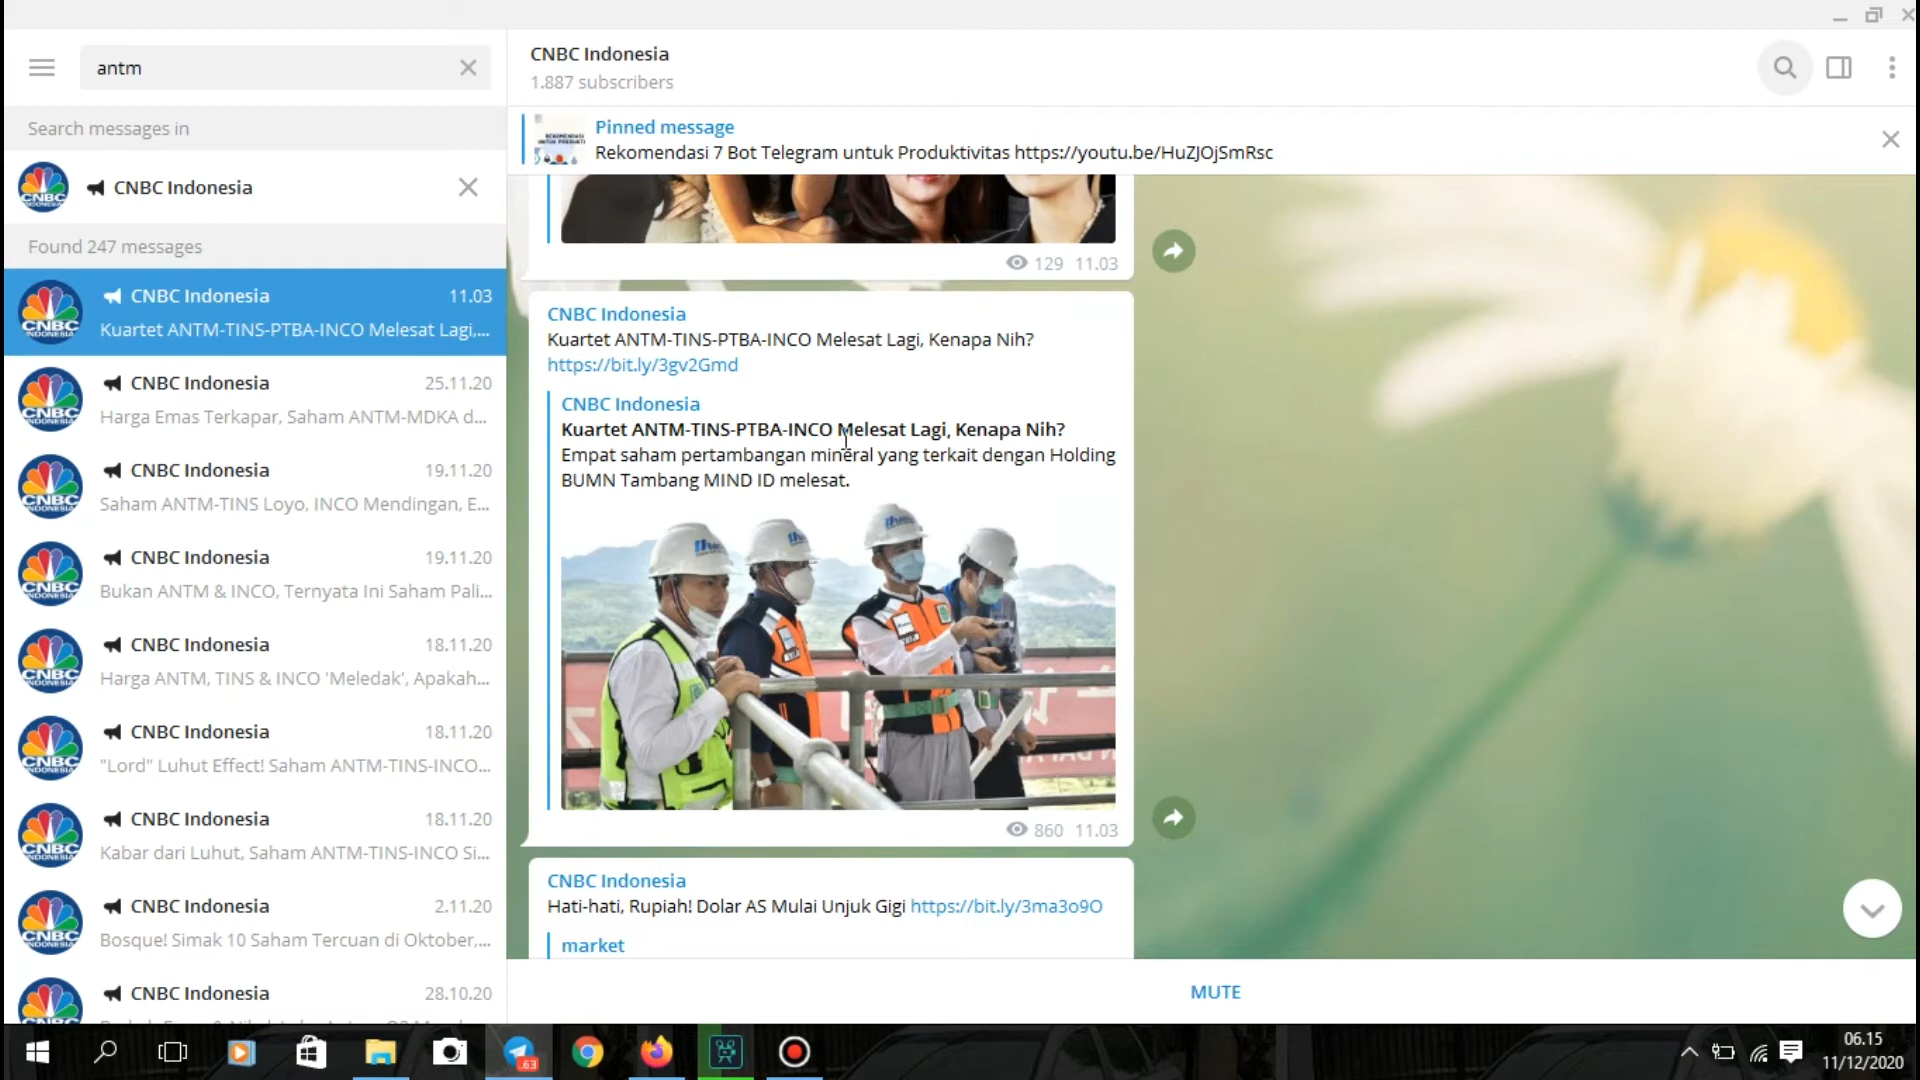 antm
Search messages in
CNBC Indonesia
Found 247 messages
CNBC Indonesia 11.03
Kuartet ANTM-TINS-PTBA-INCO Melesat Lagi,...
CNBC Indonesia 25.11.20
Harga Emas Terkapar, Saham ANTM-MDKA d...
CNBC Indonesia 19.11.20
Saham ANTM-TINS Loyo, INCO Mendingan, E...
CNBC Indonesia 19.11.20
Bukan ANTM & INCO, Ternyata Ini Saham Pali...
CNBC Indonesia 18.11.20
Harga ANTM, TINS & INCO 'Meledak', Apakah...
CNBC Indonesia 18.11.20
"Lord" Luhut Effect! Saham ANTM-TINS-INCO...
CNBC Indonesia 18.11.20
Kabar dari Luhut, Saham ANTM-TINS-INCO Si...
CNBC Indonesia 2.11.20
Bosque! Simak 10 Saham Tercuan di Oktober,...
CNBC Indonesia 28.10.20
CNBC Indonesia
1.887 subscribers
Pinned message
Rekomendasi 7 Bot Telegram untuk Produktivitas https://youtu.be/HuZJOjSmRsc
129 11.03
CNBC Indonesia
Kuartet ANTM-TINS-PTBA-INCO Melesat Lagi, Kenapa Nih?
https://bit.ly/3gv2Gmd
CNBC Indonesia
Kuartet ANTM-TINS-PTBA-INCO Melesat Lagi, Kenapa Nih?
Empat saham pertambangan mineral yang terkait dengan Holding
BUMN Tambang MIND ID melesat.
860 11.03
CNBC Indonesia
Hati-hati, Rupiah! Dolar AS Mulai Unjuk Gigi https://bit.ly/3ma3o9O
market
MUTE
.63
06.15
11/12/2020